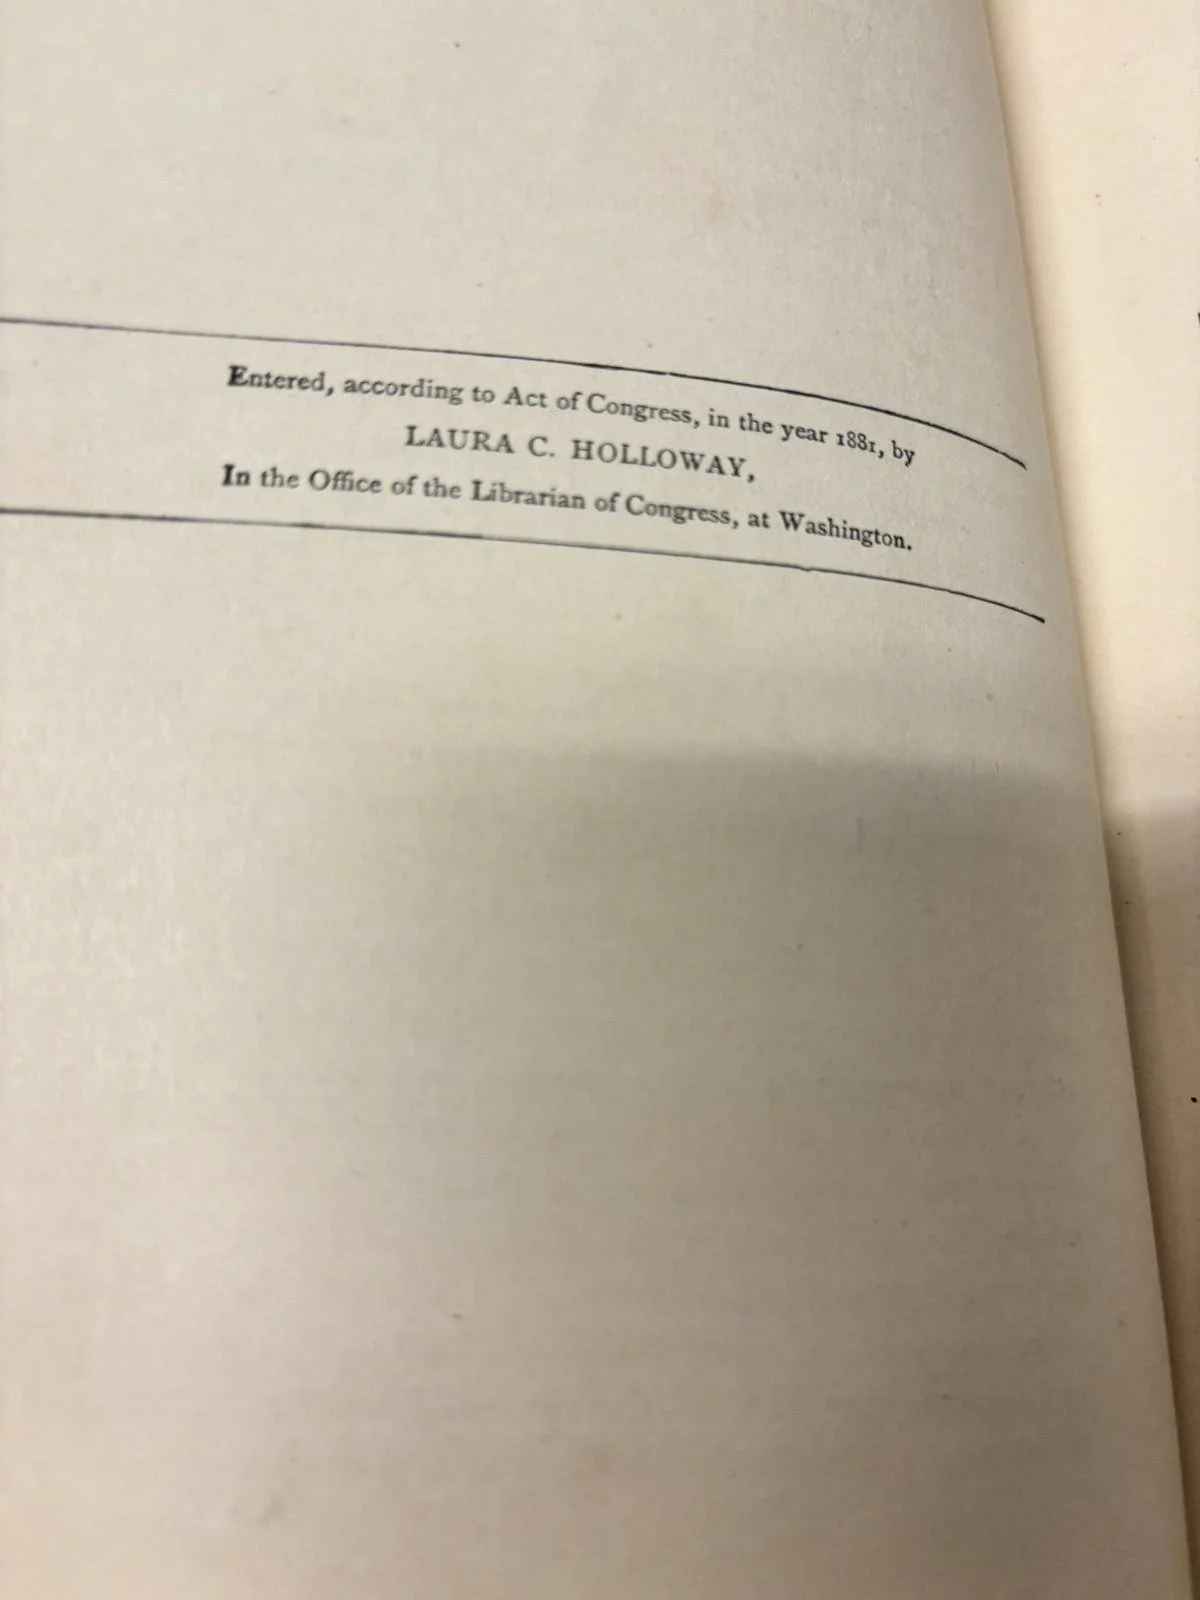 Entered, according to Act of Congress, in the year 1881, by
LAURA C. HOLLOWAY,
In the Office of the Librarian of Congress, at Washington.